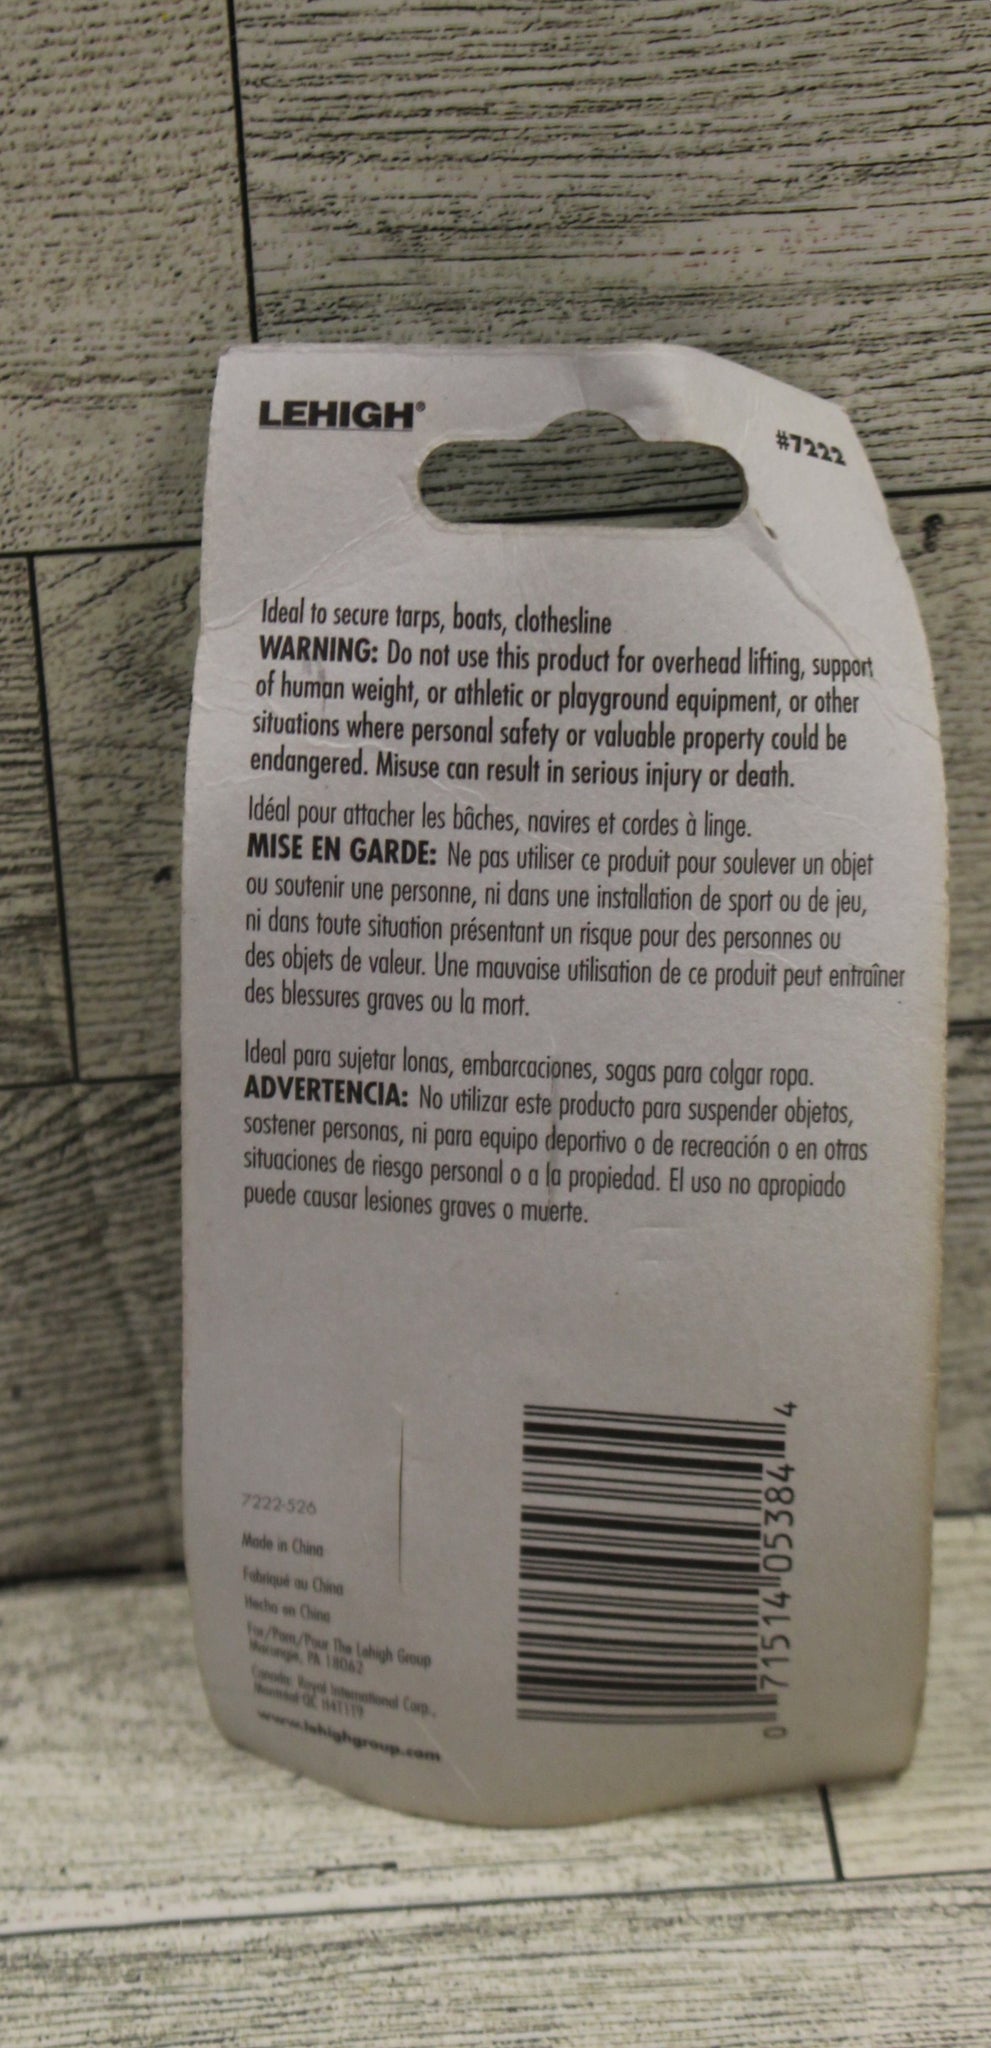 LEHIGH®
#7222
Ideal to secure tarps, boats, clothesline
WARNING: Do not use this product for overhead lifting, support
of human weight, or athletic or playground equipment, or other
situations where personal safety or valuable property could be
endangered. Misuse can result in serious injury or death.
Idéal pour attacher les bâches, navires et cordes à linge.
MISE EN GARDE: Ne pas utiliser ce produit pour soulever un objet
ou soutenir une personne, ni dans une installation de sport ou de jeu,
ni dans toute situation présentant un risque pour des personnes ou
des objets de valeur. Une mauvaise utilisation de ce produit peut entraîner
des blessures graves ou la mort.
Ideal para sujetar lonas, embarcaciones, sogas para colgar ropa.
ADVERTENCIA: No utilizar este producto para suspender objetos,
sostener personas, ni para equipo deportivo o de recreación o en otras
situaciones de riesgo personal o a la propiedad. El uso no apropiado
puede causar lesiones graves o muerte.
7222-526
Made in China
Fabriqué au China
Hecho en China
For/Para/Pour The Lehigh Group
Macungie, PA 18062
Canada: Royal International Corp.,
Montreal QC H4T1T9
www.lehighgroup.com
0 71514 05384 4